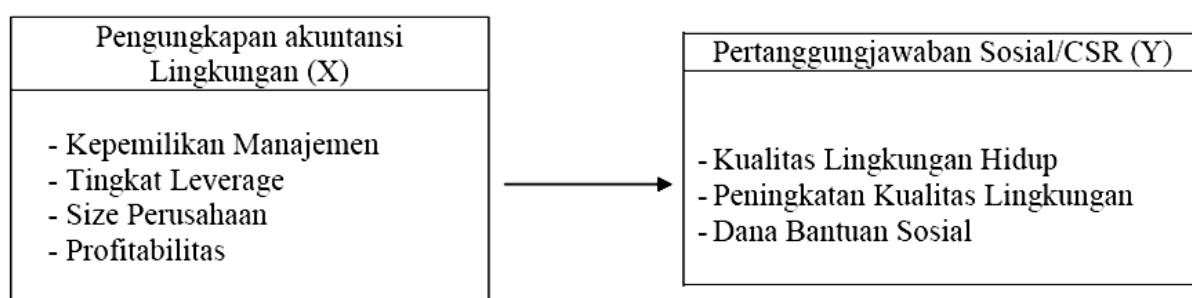 Pengungkapan akuntansi
Lingkungan (X)
- Kepemilikan Manajemen
- Tingkat Leverage
- Size Perusahaan
- Profitabilitas
Pertanggungjawaban Sosial/CSR (Y)
- Kualitas Lingkungan Hidup
- Peningkatan Kualitas Lingkungan
- Dana Bantuan Sosial